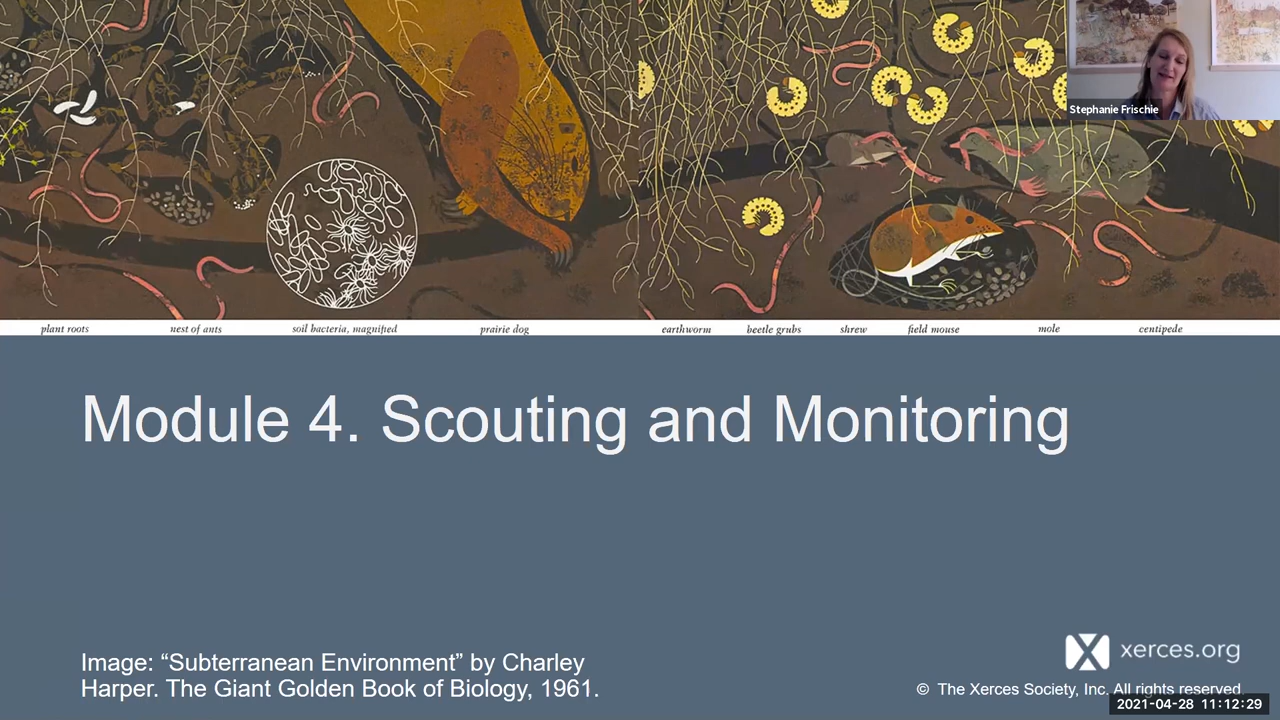 Stephanie Frischie
plant roots nest of ants soil bacteria, magnified prairie dog earthworm beetle grubs shrew field mouse mole centipede
Module 4. Scouting and Monitoring
Image: “Subterranean Environment” by Charley
Harper. The Giant Golden Book of Biology, 1961.
xerces.org
© The Xerces Society, Inc. All rights reserved
2021-04-28 11:12:29